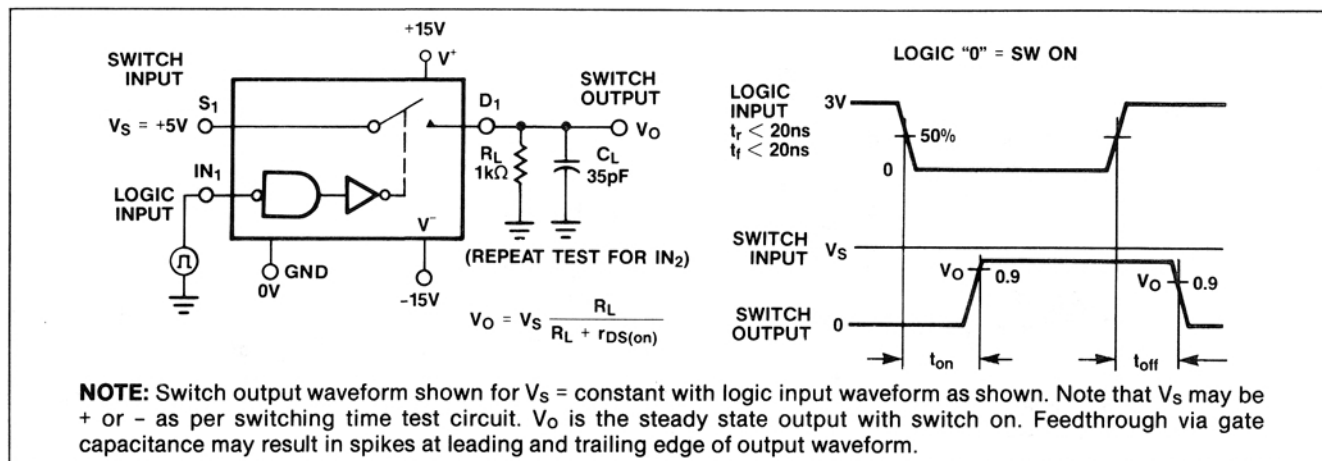 +15V
V+
SWITCH
INPUT
S1
VS = +5V
IN1
LOGIC
INPUT
GND
0V
V−
-15V
D1
SWITCH
OUTPUT
VO
RL
1kΩ
CL
35pF
(REPEAT TEST FOR IN2)
VO = VS RL
RL + rDS(on)
LOGIC "0" = SW ON
LOGIC
INPUT
tr < 20ns
tf < 20ns
3V
50%
0
SWITCH
INPUT
VS
VO
0.9
VO
0.9
SWITCH
OUTPUT
0
ton
toff
NOTE: Switch output waveform shown for VS = constant with logic input waveform as shown. Note that VS may be
+ or – as per switching time test circuit. VO is the steady state output with switch on. Feedthrough via gate
capacitance may result in spikes at leading and trailing edge of output waveform.